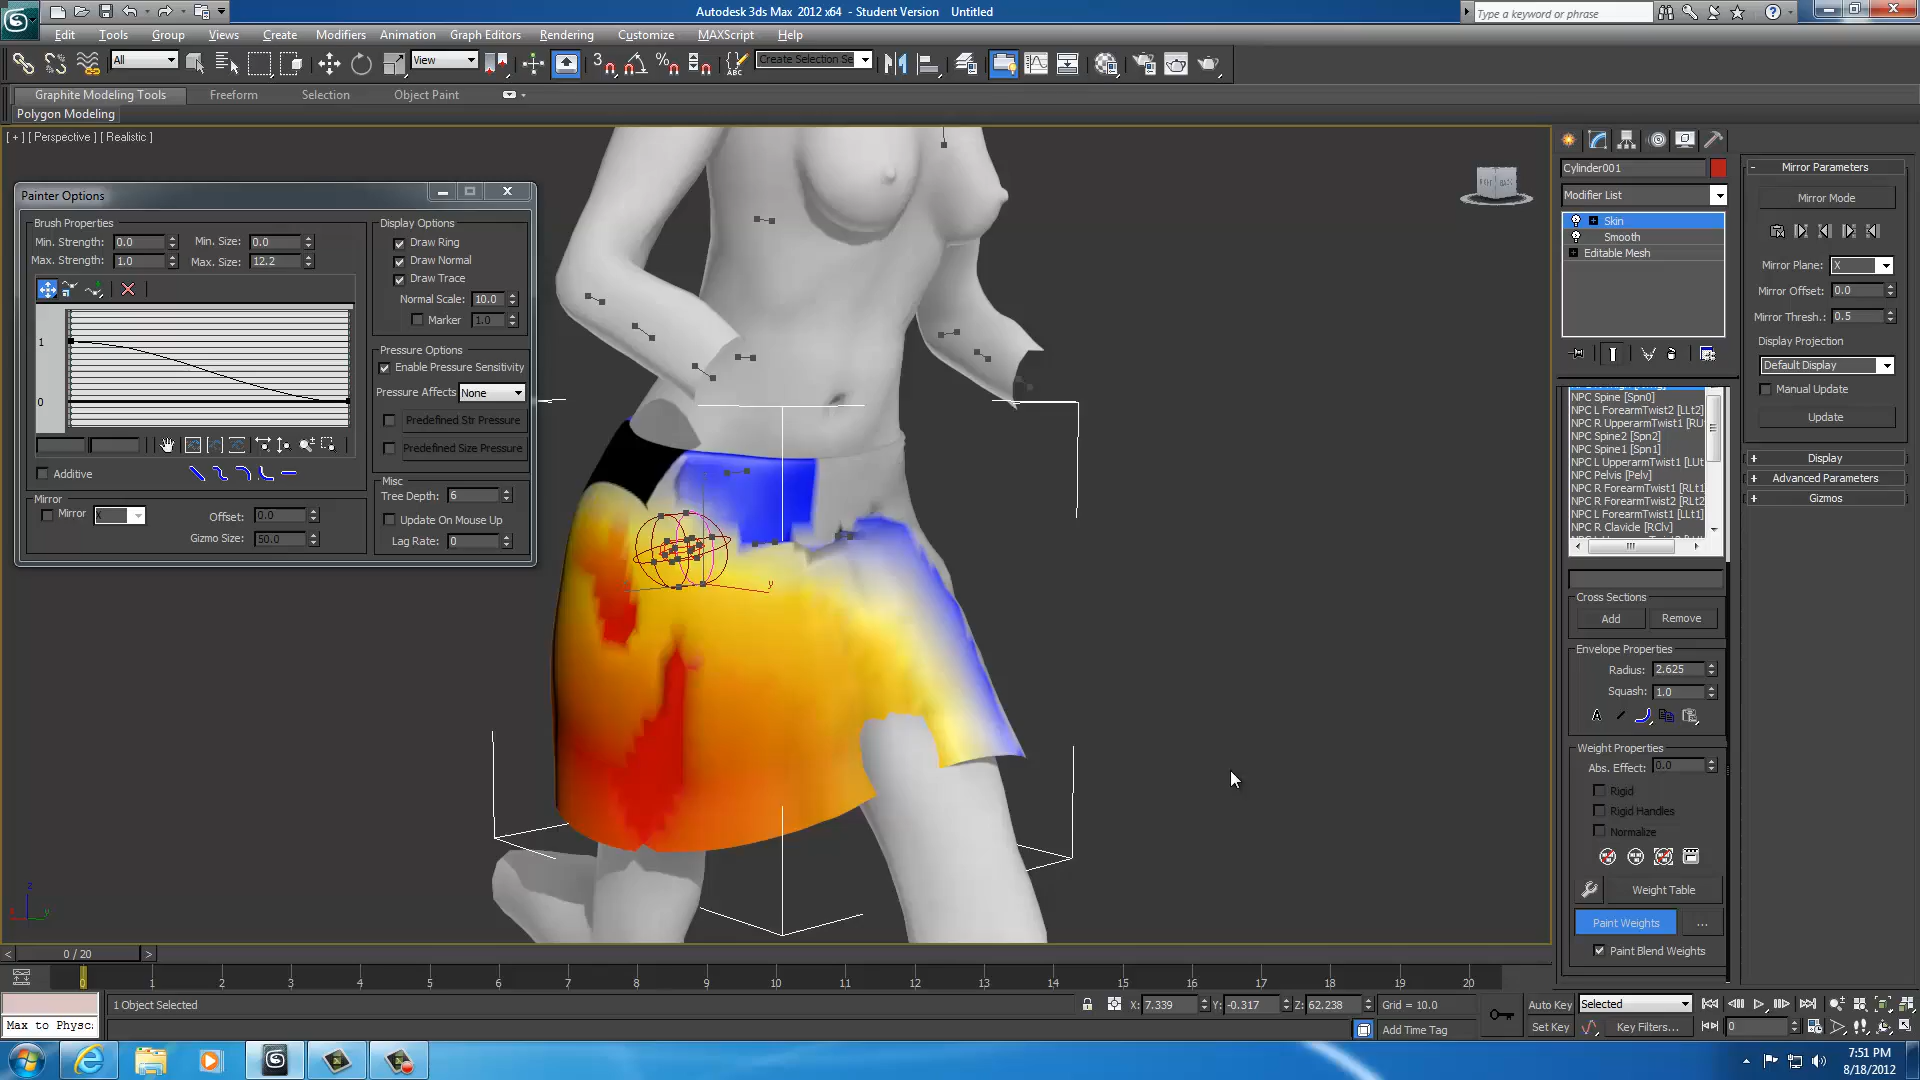 Autodesk 3ds Max 2012 x64 - Student Version Untitled
Type a keyword or phrase
Edit Tools Group Views Create Modifiers Animation Graph Editors Rendering Customize MAXScript Help
All
View
3
Create Selection Se
Graphite Modeling Tools Freeform Selection Object Paint
Polygon Modeling
[ + ] [ Perspective ] [ Realistic ]
Painter Options
Brush Properties
Min. Strength: 0.0 Min. Size: 0.0
Max. Strength: 1.0 Max. Size: 12.2
1
0
Additive
Mirror
Mirror X Offset: 0.0
Gizmo Size: 50.0
Display Options
Draw Ring
Draw Normal
Draw Trace
Normal Scale: 10.0
Marker 1.0
Pressure Options
Enable Pressure Sensitivity
Pressure Affects None
Predefined Str Pressure
Predefined Size Pressure
Misc
Tree Depth: 6
Update On Mouse Up
Lag Rate: 0
y
z
x y
Cylinder001
Modifier List
Skin
Smooth
Editable Mesh
NPC Spine [Spn0]
NPC L ForearmTwist2 [LLt2]
NPC R UpperarmTwist1 [RU
NPC Spine2 [Spn2]
NPC Spine1 [Spn1]
NPC L UpperarmTwist1 [LUt
NPC Pelvis [Pelv]
NPC R ForearmTwist2 [RLt2]
NPC R ForearmTwist1 [RLt1]
NPC L ForearmTwist1 [LLt1]
NPC R Clavicle [RClv]
Cross Sections
Add Remove
Envelope Properties
Radius: 2.625
Squash: 1.0
A
Weight Properties
Abs. Effect: 0.0
Rigid
Rigid Handles
Normalize
Weight Table
Paint Weights ...
Paint Blend Weights
Mirror Parameters
Mirror Mode
Mirror Plane: X
Mirror Offset: 0.0
Mirror Thresh.: 0.5
Display Projection
Default Display
Manual Update
Update
+ Display
+ Advanced Parameters
+ Gizmos
< 0 / 20 >
0 1 2 3 4 5 6 7 8 9 10 11 12 13 14 15 16 17 18 19 20
1 Object Selected
X: 7.339 Y: -0.317 Z: 62.238 Grid = 10.0
Auto Key Selected
Max to Physc:
Add Time Tag
Set Key Key Filters... 0
7:51 PM
8/18/2012